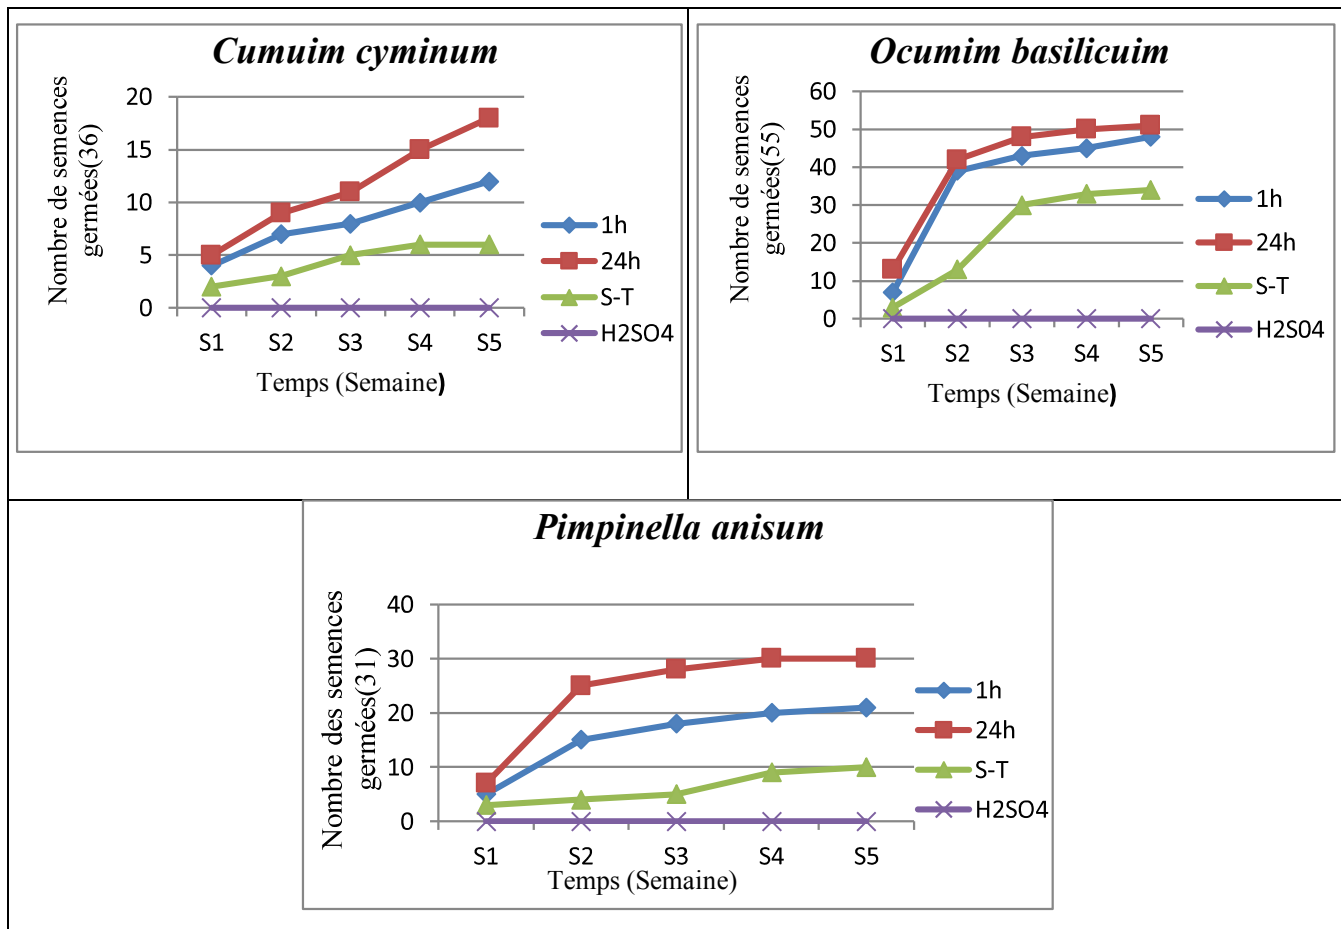 Cumuim cyminum
Nombre de semences
germées(36)
20
15
10
5
0
S1 S2 S3 S4 S5
Temps (Semaine)
1h
24h
S-T
H2SO4
Ocumim basilicuim
Nombre de semences
germées(55)
60
50
40
30
20
10
0
S1 S2 S3 S4 S5
Temps (Semaine)
1h
24h
S-T
H2S04
Pimpinella anisum
Nombre des semences
germées(31)
40
30
20
10
0
S1 S2 S3 S4 S5
Temps (Semaine)
1h
24h
S-T
H2SO4